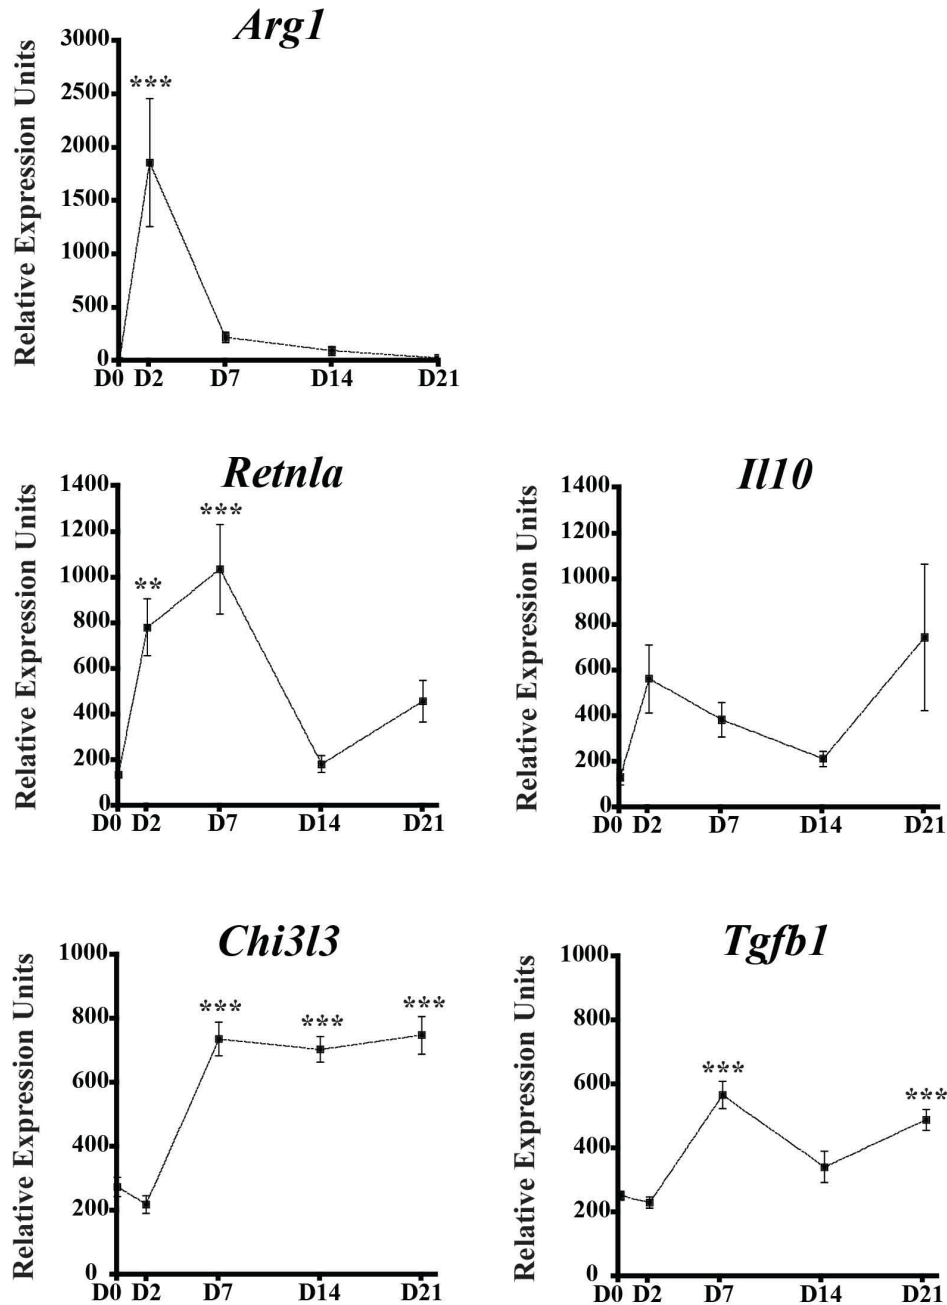 Arg1
Relative Expression Units
3000
2500
2000
1500
1000
500
0
***
D0 D2 D7 D14 D21
Retnla
Relative Expression Units
1400
1200
1000
800
600
400
200
0
**
***
D0 D2 D7 D14 D21
Il10
Relative Expression Units
1400
1200
1000
800
600
400
200
0
D0 D2 D7 D14 D21
Chi3l3
Relative Expression Units
1000
800
600
400
200
0
*** *** ***
D0 D2 D7 D14 D21
Tgfb1
Relative Expression Units
1000
800
600
400
200
0
*** ***
D0 D2 D7 D14 D21